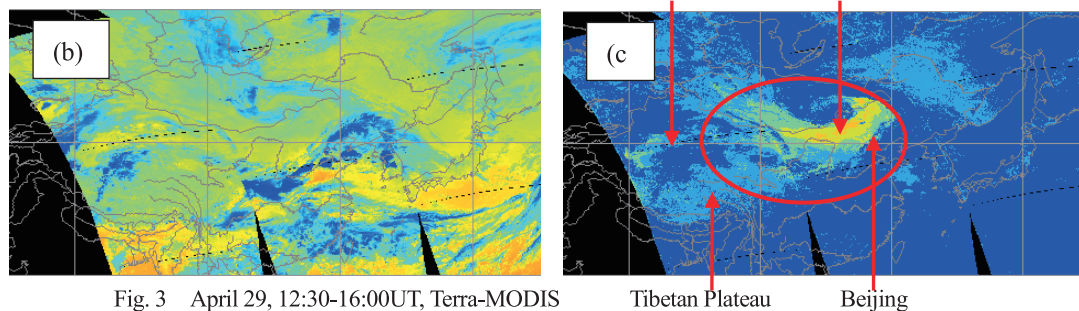 (b)
(c
Fig. 3 April 29, 12:30-16:00UT, Terra-MODIS
Tibetan Plateau
Beijing